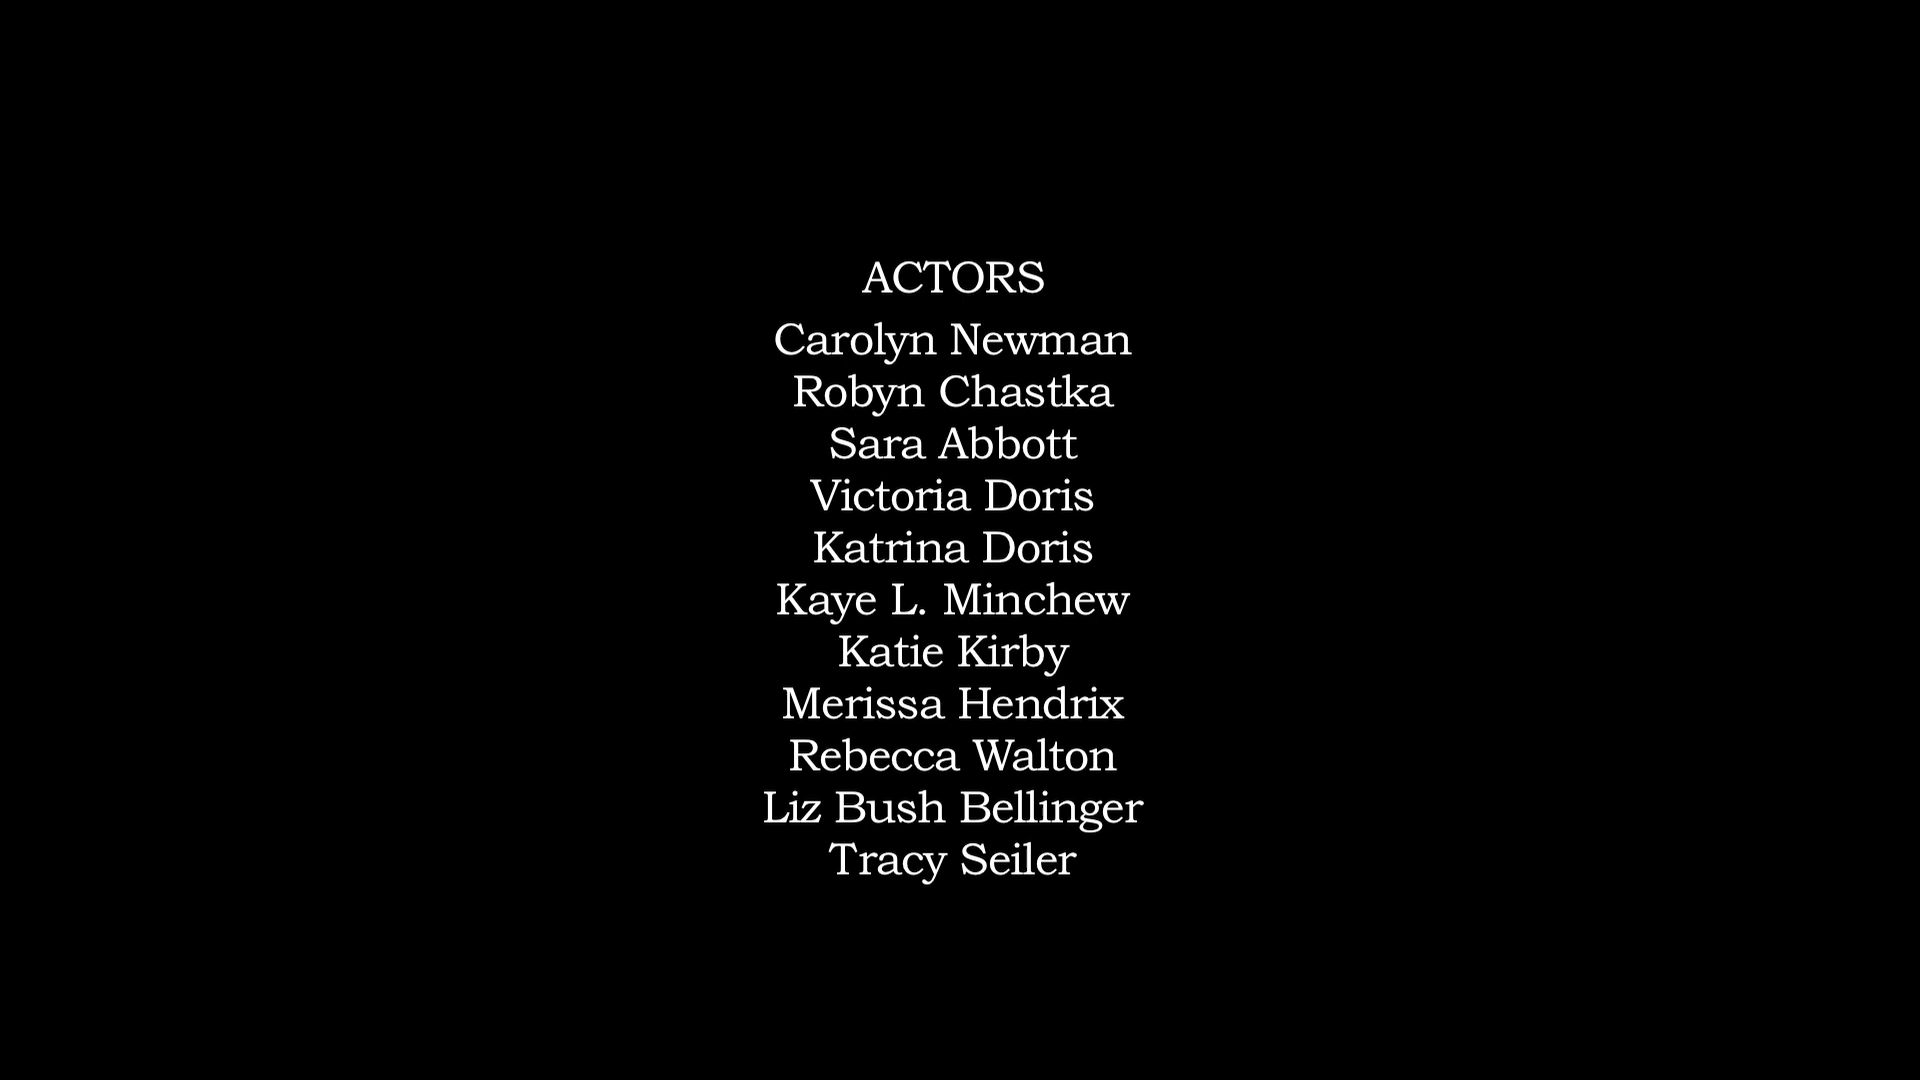 ACTORS
Carolyn Newman
Robyn Chastka
Sara Abbott
Victoria Doris
Katrina Doris
Kaye L. Minchew
Katie Kirby
Merissa Hendrix
Rebecca Walton
Liz Bush Bellinger
Tracy Seiler